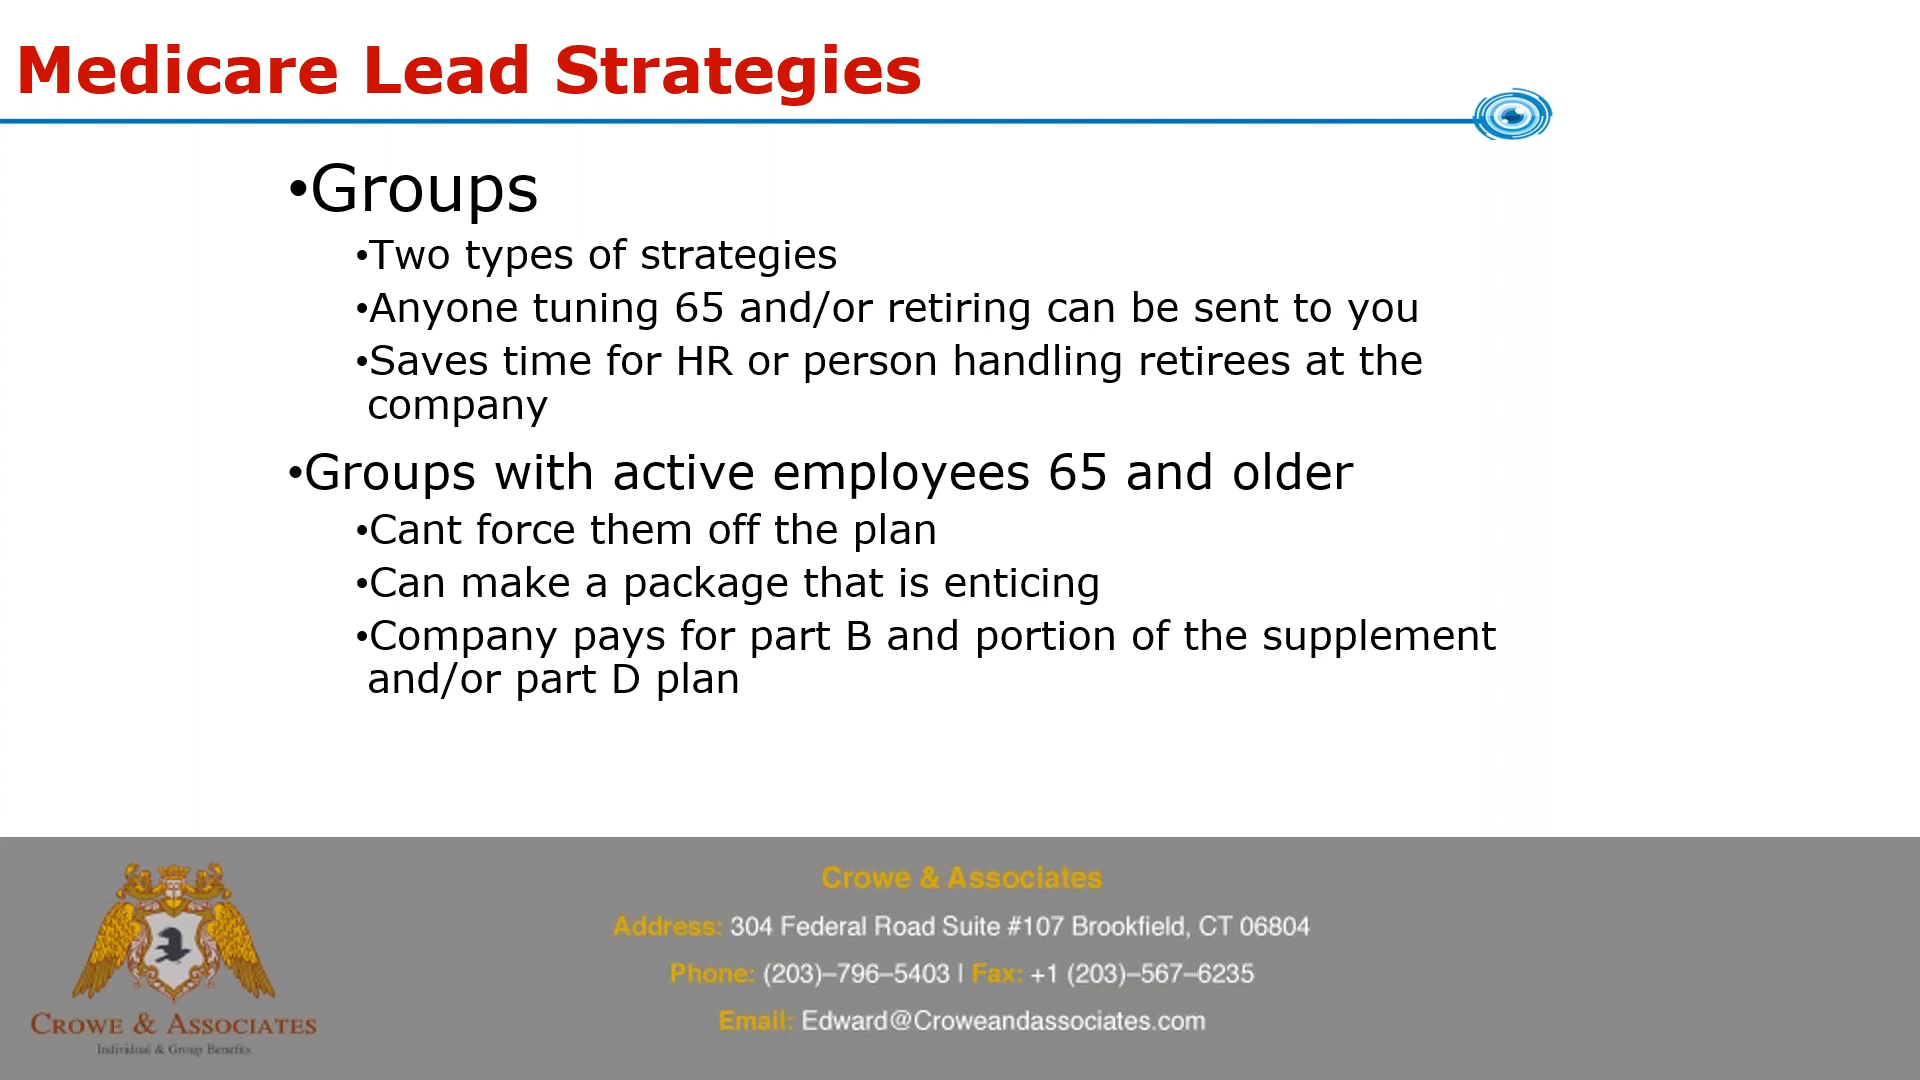 Medicare Lead Strategies
•Groups
•Two types of strategies
•Anyone tuning 65 and/or retiring can be sent to you
•Saves time for HR or person handling retirees at the
company
•Groups with active employees 65 and older
•Cant force them off the plan
•Can make a package that is enticing
•Company pays for part B and portion of the supplement
and/or part D plan
Crowe & Associates
Address: 304 Federal Road Suite #107 Brookfield, CT 06804
Phone: (203)–796–5403 | Fax: +1 (203)–567–6235
Email: Edward@Croweandassociates.com
CROWE & ASSOCIATES
Individual & Group Benefits